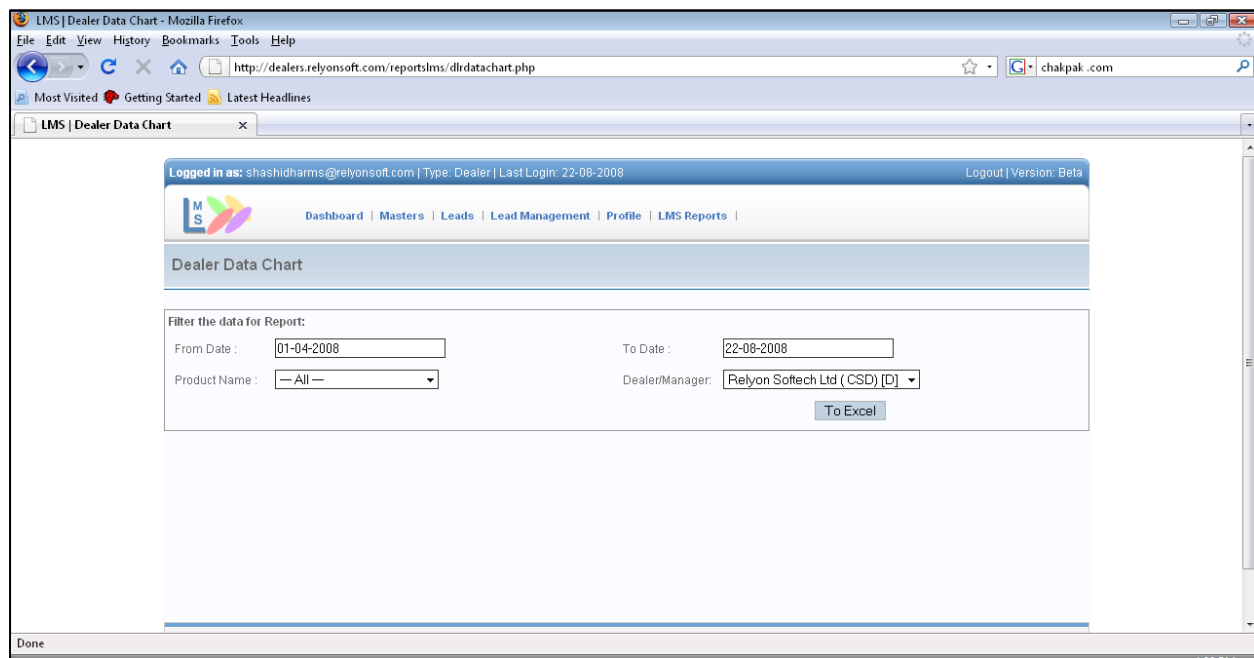 LMS | Dealer Data Chart - Mozilla Firefox
File Edit View History Bookmarks Tools Help
http://dealers.relyonsoft.com/reportslms/dlrdatachart.php G chakpak .com
Most Visited Getting Started Latest Headlines
LMS | Dealer Data Chart
Logged in as: shashidharms@relyonsoft.com | Type: Dealer | Last Login: 22-08-2008 Logout | Version: Beta
LMS Dashboard | Masters | Leads | Lead Management | Profile | LMS Reports |
Dealer Data Chart
Filter the data for Report:
From Date : 01-04-2008 To Date : 22-08-2008
Product Name : — All — Dealer/Manager: Relyon Softech Ltd ( CSD) [D]
To Excel
Done